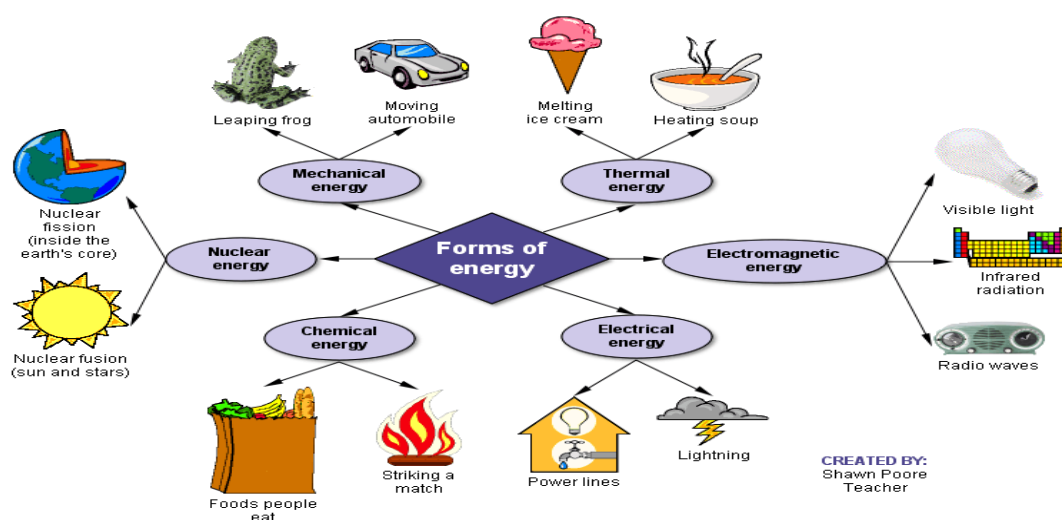 Leaping frog
Moving
automobile
Melting
ice cream
Heating soup
Mechanical
energy
Thermal
energy
Nuclear
fission
(inside the
earth's core)
Visible light
Nuclear
energy
Forms of
energy
Electromagnetic
energy
Infrared
radiation
Nuclear fusion
(sun and stars)
Chemical
energy
Electrical
energy
Radio waves
Foods people
eat
Striking a
match
Power lines
Lightning
CREATED BY:
Shawn Poore
Teacher